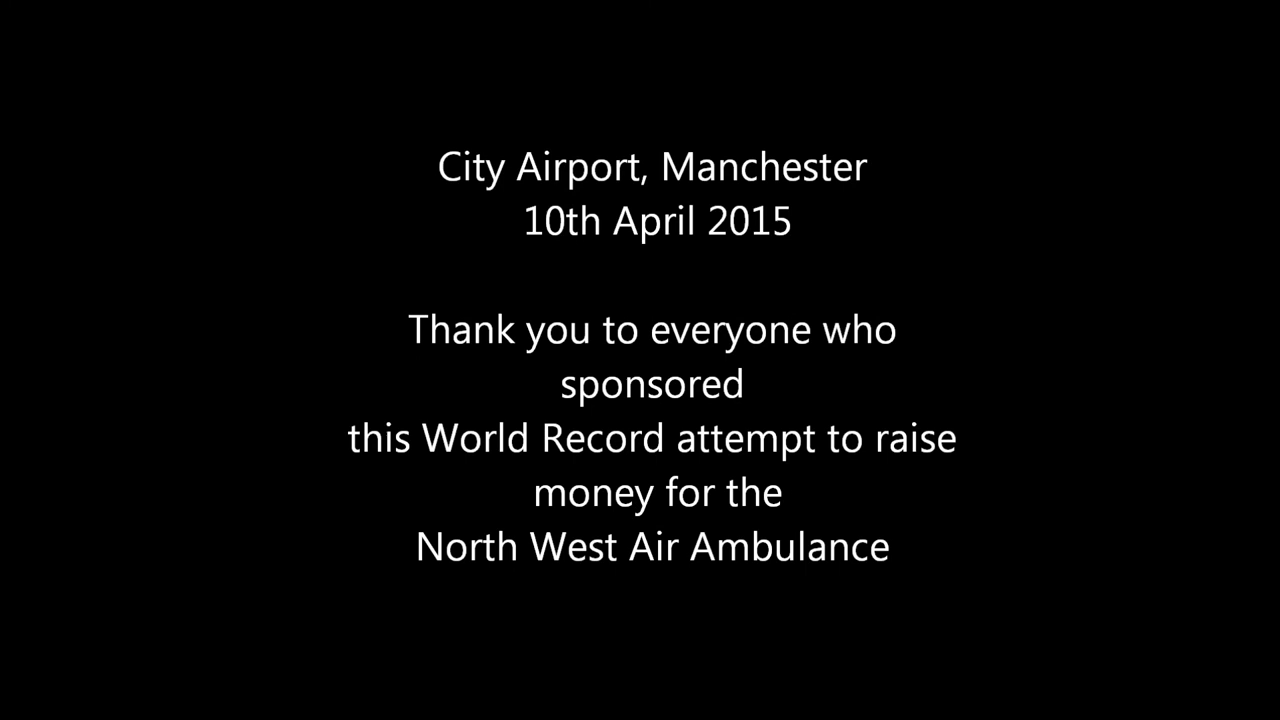 City Airport, Manchester
10th April 2015
Thank you to everyone who
sponsored
this World Record attempt to raise
money for the
North West Air Ambulance